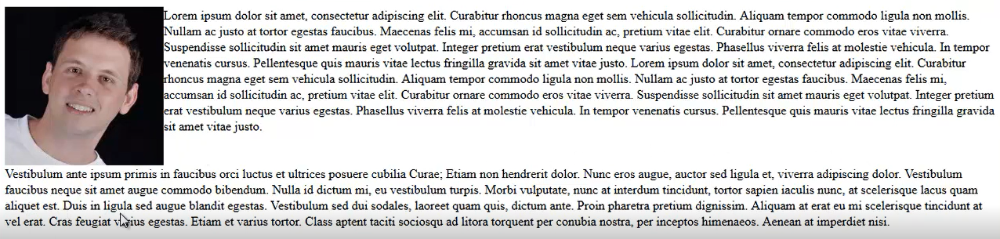 Lorem ipsum dolor sit amet, consectetur adipiscing elit. Curabitur rhoncus magna eget sem vehicula sollicitudin. Aliquam tempor commodo ligula non mollis.
Nullam ac justo at tortor egestas faucibus. Maecenas felis mi, accumsan id sollicitudin ac, pretium vitae elit. Curabitur ornare commodo eros vitae viverra.
Suspendisse sollicitudin sit amet mauris eget volutpat. Integer pretium erat vestibulum neque varius egestas. Phasellus viverra felis at molestie vehicula. In tempor
venenatis cursus. Pellentesque quis mauris vitae lectus fringilla gravida sit amet vitae justo. Lorem ipsum dolor sit amet, consectetur adipiscing elit. Curabitur
rhoncus magna eget sem vehicula sollicitudin. Aliquam tempor commodo ligula non mollis. Nullam ac justo at tortor egestas faucibus. Maecenas felis mi,
accumsan id sollicitudin ac, pretium vitae elit. Curabitur ornare commodo eros vitae viverra. Suspendisse sollicitudin sit amet mauris eget volutpat. Integer pretium
erat vestibulum neque varius egestas. Phasellus viverra felis at molestie vehicula. In tempor venenatis cursus. Pellentesque quis mauris vitae lectus fringilla gravida
sit amet vitae justo.
Vestibulum ante ipsum primis in faucibus orci luctus et ultrices posuere cubilia Curae; Etiam non hendrerit dolor. Nunc eros augue, auctor sed ligula et, viverra adipiscing dolor. Vestibulum
faucibus neque sit amet augue commodo bibendum. Nulla id dictum mi, eu vestibulum turpis. Morbi vulputate, nunc at interdum tincidunt, tortor sapien iaculis nunc, at scelerisque lacus quam
aliquet est. Duis in ligula sed augue blandit egestas. Vestibulum sed dui sodales, laoreet quam quis, dictum ante. Proin pharetra pretium dignissim. Aliquam at erat eu mi scelerisque tincidunt at
vel erat. Cras feugiat varius egestas. Etiam et varius tortor. Class aptent taciti sociosqu ad litora torquent per conubia nostra, per inceptos himenaeos. Aenean at imperdiet nisi.